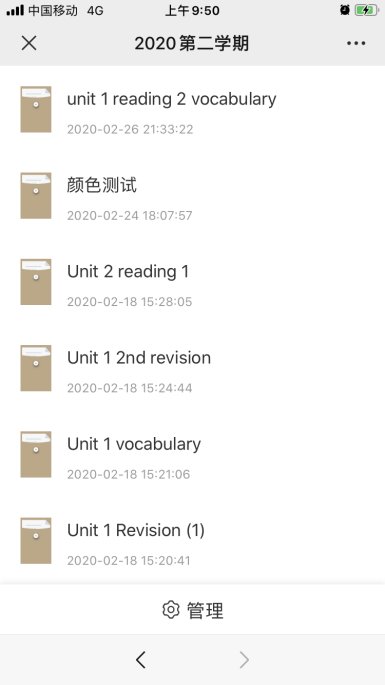 中国移动 4G 上午9:50
2020第二学期
unit 1 reading 2 vocabulary
2020-02-26 21:33:22
颜色测试
2020-02-24 18:07:57
Unit 2 reading 1
2020-02-18 15:28:05
Unit 1 2nd revision
2020-02-18 15:24:44
Unit 1 vocabulary
2020-02-18 15:21:06
Unit 1 Revision (1)
2020-02-18 15:20:41
管理